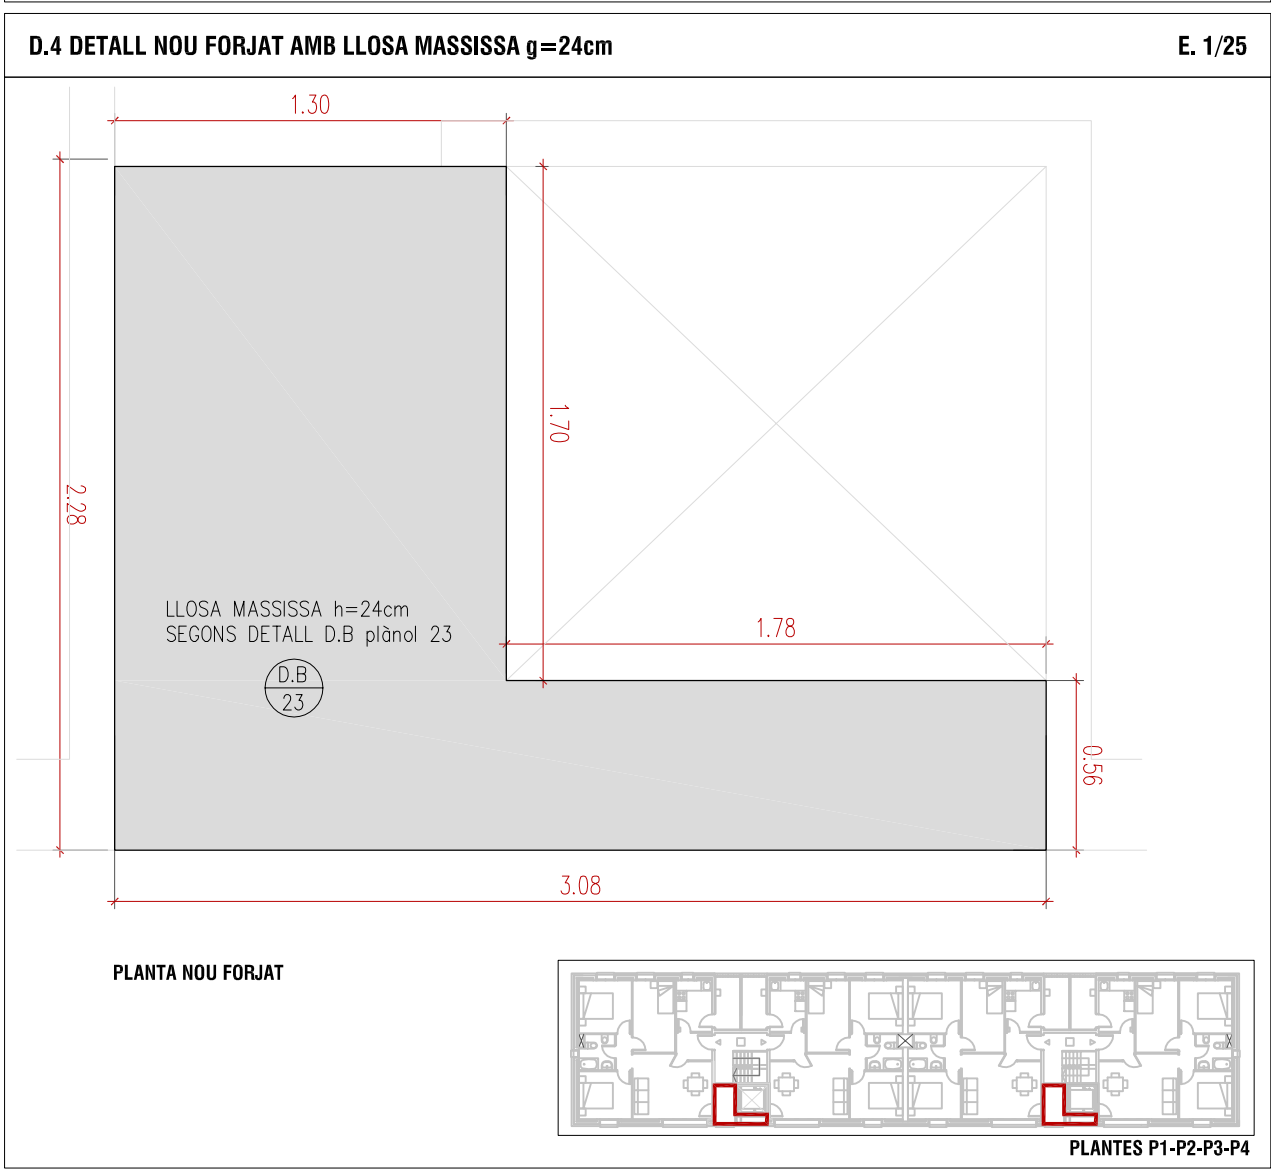 D.4 DETALL NOU FORJAT AMB LLOSA MASSISSA g=24cm
E. 1/25
1.30
1.70
2.28
LLOSA MASSISSA h=24cm
SEGONS DETALL D.B plànol 23
D.B
23
1.78
0.56
3.08
PLANTA NOU FORJAT
PLANTES P1-P2-P3-P4